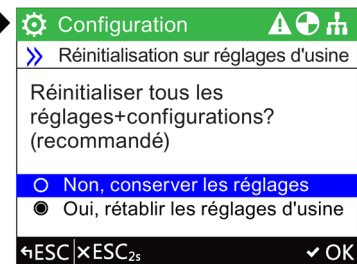 Configuration
Réinitialisation sur réglages d'usine
Réinitialiser tous les
réglages+configurations?
(recommandé)
Non, conserver les réglages
Oui, rétablir les réglages d'usine
↰ESC |×ESC2s ✔ OK